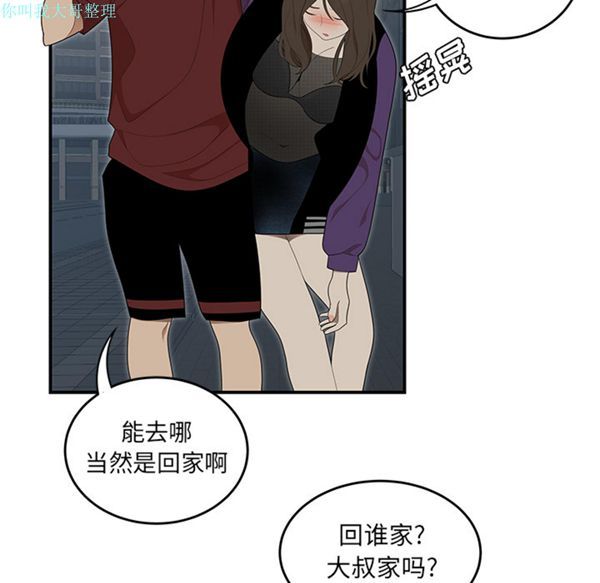 你叫我大哥整理
摇晃
能去哪
当然是回家啊
回谁家?
大叔家吗?